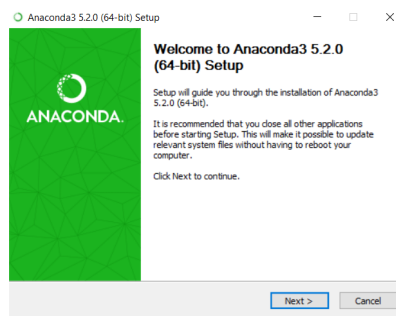 Anaconda3 5.2.0 (64-bit) Setup
ANACONDA.
Welcome to Anaconda3 5.2.0
(64-bit) Setup
Setup will guide you through the installation of Anaconda3
5.2.0 (64-bit).
It is recommended that you close all other applications
before starting Setup. This will make it possible to update
relevant system files without having to reboot your
computer.
Click Next to continue.
Next >
Cancel